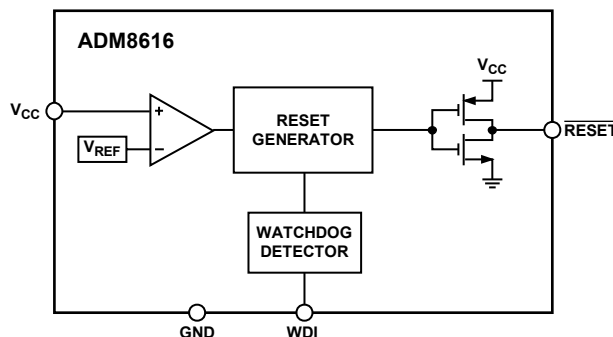 ADM8616
VCC
VCC
+
RESET
GENERATOR
RESET
VREF
−
WATCHDOG
DETECTOR
GND
WDI